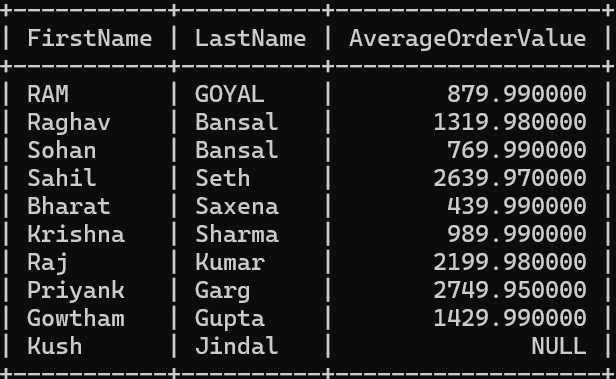 +-----------+----------+-------------------+
| FirstName | LastName | AverageOrderValue |
+-----------+----------+-------------------+
| RAM       | GOYAL    |        879.990000 |
| Raghav    | Bansal   |       1319.980000 |
| Sohan     | Bansal   |        769.990000 |
| Sahil     | Seth     |       2639.970000 |
| Bharat    | Saxena   |        439.990000 |
| Krishna   | Sharma   |        989.990000 |
| Raj       | Kumar    |       2199.980000 |
| Priyank   | Garg     |       2749.950000 |
| Gowtham   | Gupta    |       1429.990000 |
| Kush      | Jindal   |              NULL |
+-----------+----------+-------------------+